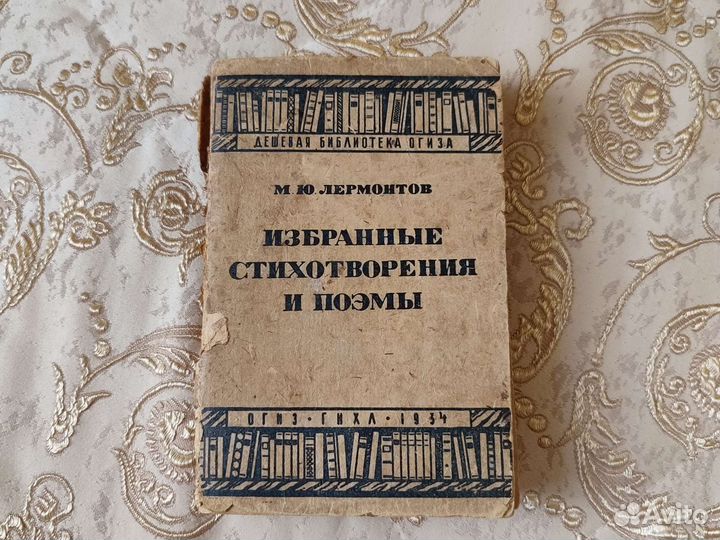 ДЕШЕВАЯ БИБЛИОТЕКА ОГИЗА
М. Ю. ЛЕРМОНТОВ
ИЗБРАННЫЕ
СТИХОТВОРЕНИЯ
И ПОЭМЫ
ОГИЗ • ГИХЛ • 1934
Avito